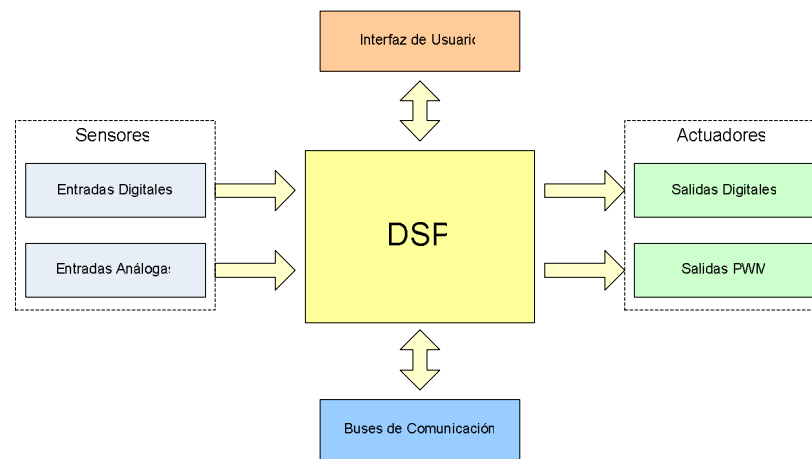 Interfaz de Usuario
Sensores
Actuadores
Entradas Digitales
Salidas Digitales
DSP
Entradas Análogas
Salidas PWM
Buses de Comunicación